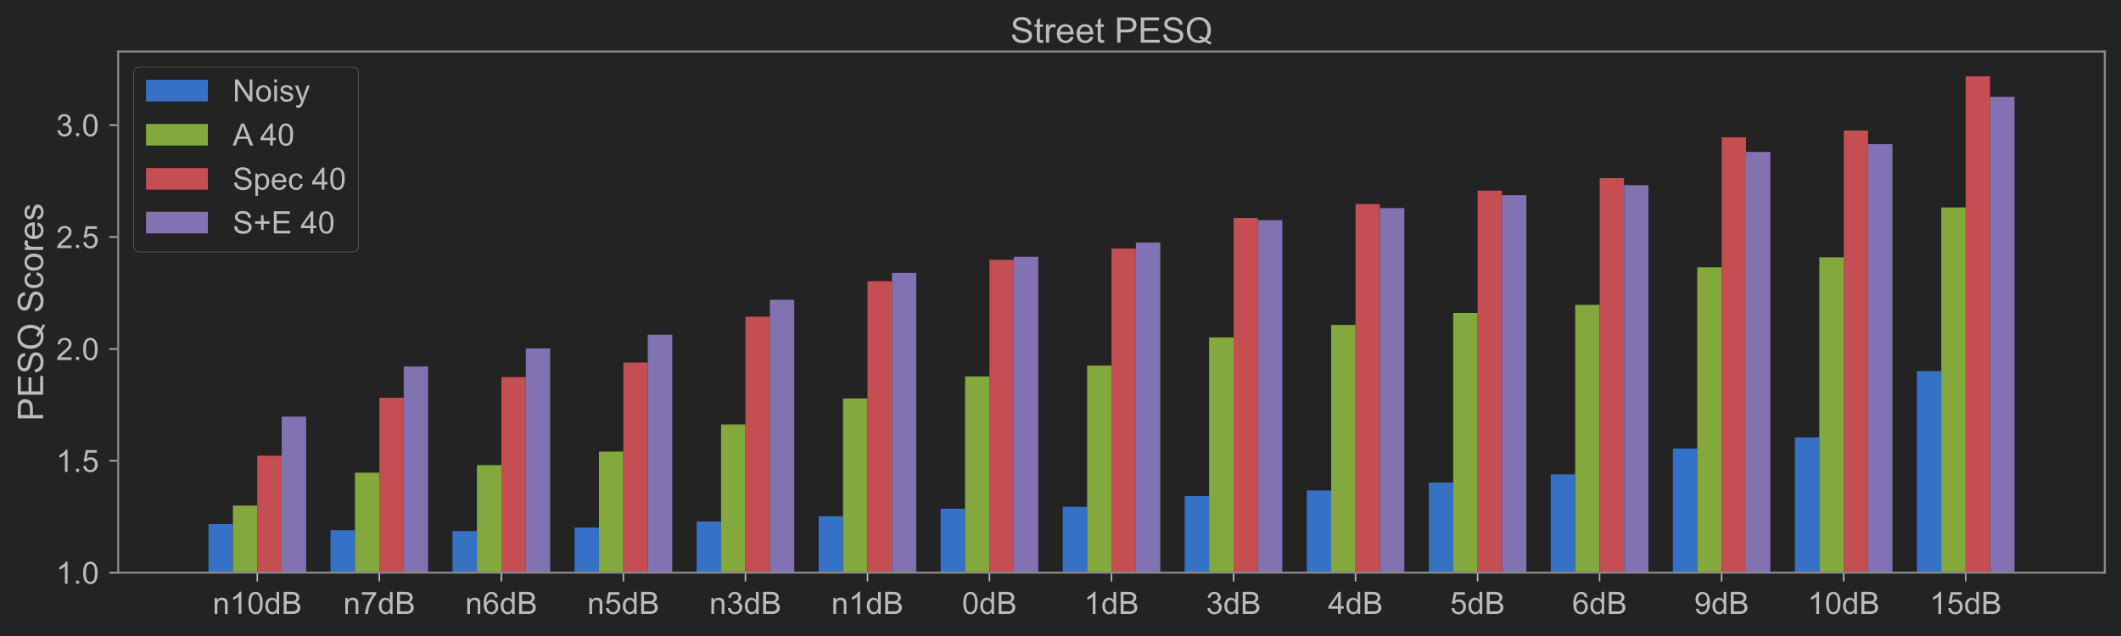 Street PESQ
Noisy
A 40
Spec 40
S+E 40
PESQ Scores
3.0
2.5
2.0
1.5
1.0
n10dB n7dB n6dB n5dB n3dB n1dB 0dB 1dB 3dB 4dB 5dB 6dB 9dB 10dB 15dB